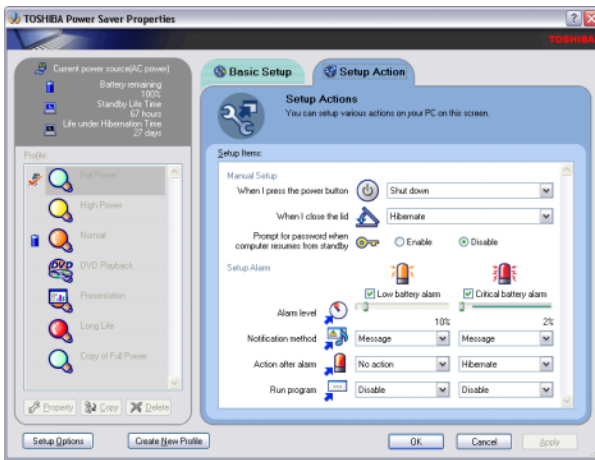 TOSHIBA Power Saver Properties
TOSHIBA
Current power source(AC power)
Battery remaining
100%
Standby Life Time
67 hours
Life under Hibernation Time
27 days
Profile:
Full Power
High Power
Normal
DVD
DVD Playback
Presentation
Long Life
Copy of Full Power
Property
Copy
Delete
Setup Options
Create New Profile
Basic Setup
Setup Action
Setup Actions
You can setup various actions on your PC on this screen.
Setup Items:
Manual Setup
When I press the power button
Shut down
When I close the lid
Hibernate
Prompt for password when
computer resumes from standby
Enable
Disable
Setup Alarm
Low battery alarm
Critical battery alarm
Alarm level
10%
2%
Notification method
Message
Message
Action after alarm
No action
Hibernate
Run program
Disable
Disable
OK
Cancel
Apply